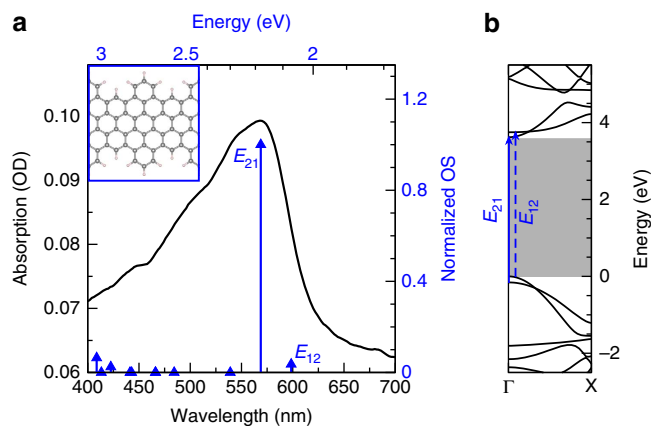 a
Energy (eV)
3
2.5
2
b
Absorption (OD)
0.10
0.09
0.08
0.07
0.06
E21
E12
1.2
0.8
0.4
0
Normalized OS
400
450
500
550
600
650
700
Wavelength (nm)
E21
E12
4
2
0
−2
Energy (eV)
Γ
X